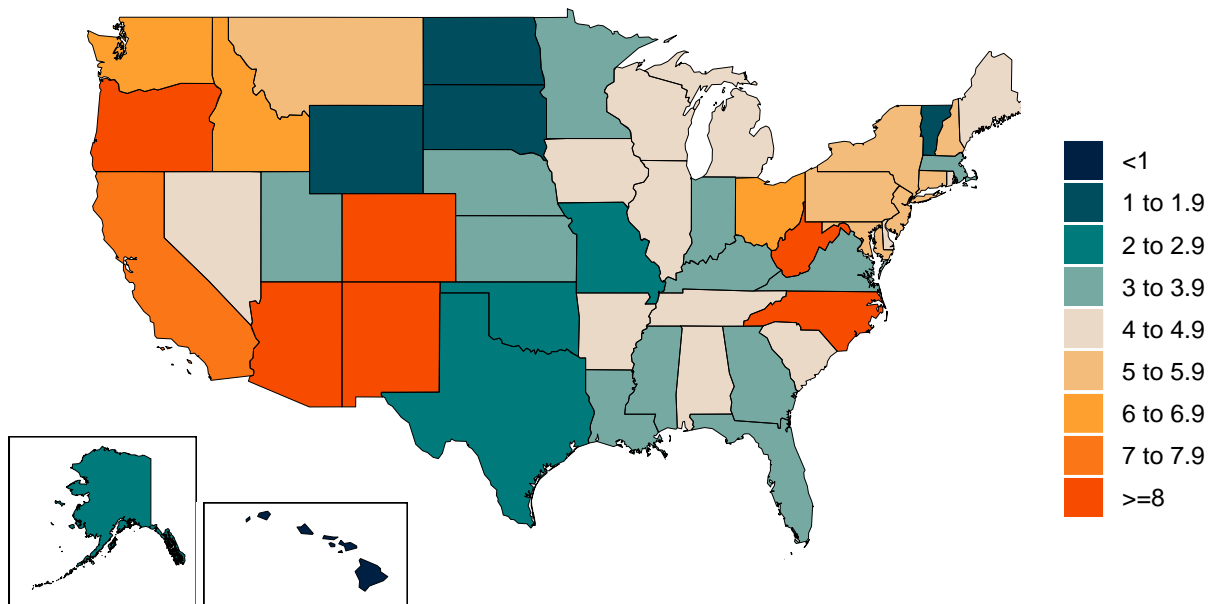 <1
1 to 1.9
2 to 2.9
3 to 3.9
4 to 4.9
5 to 5.9
6 to 6.9
7 to 7.9
>=8